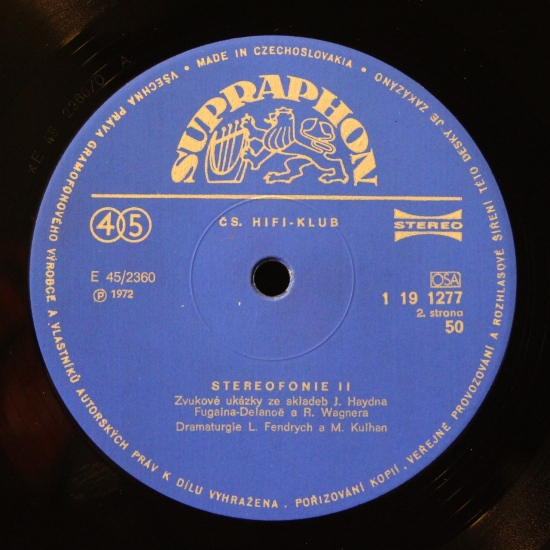 • MADE IN CZECHOSLOVAKIA •
VŠECHNA PRÁVA GRAMOFONOVÉHO VÝROBCE A VLASTNÍKŮ AUTORSKÝCH PRÁV K DÍLU VYHRAŽENA. POŘIZOVÁNÍ KOPIÍ, VEŘEJNÉ PROVOZOVÁNÍ A ROZHLASOVÉ ŠÍŘENÍ TÉTO DESKY JE ZAKÁZÁNO
SUPRAPHON
45
ČS. HIFI-KLUB
STEREO
E 45/2360
Ⓟ 1972
OSA
1 19 1277
2. strona
50
STEREOFONIE II
Zvukové ukázky ze skladeb J. Haydna
Fugaina-Delanoë a R. Wagnera
Dramaturgie L. Fendrych a M. Kulhan